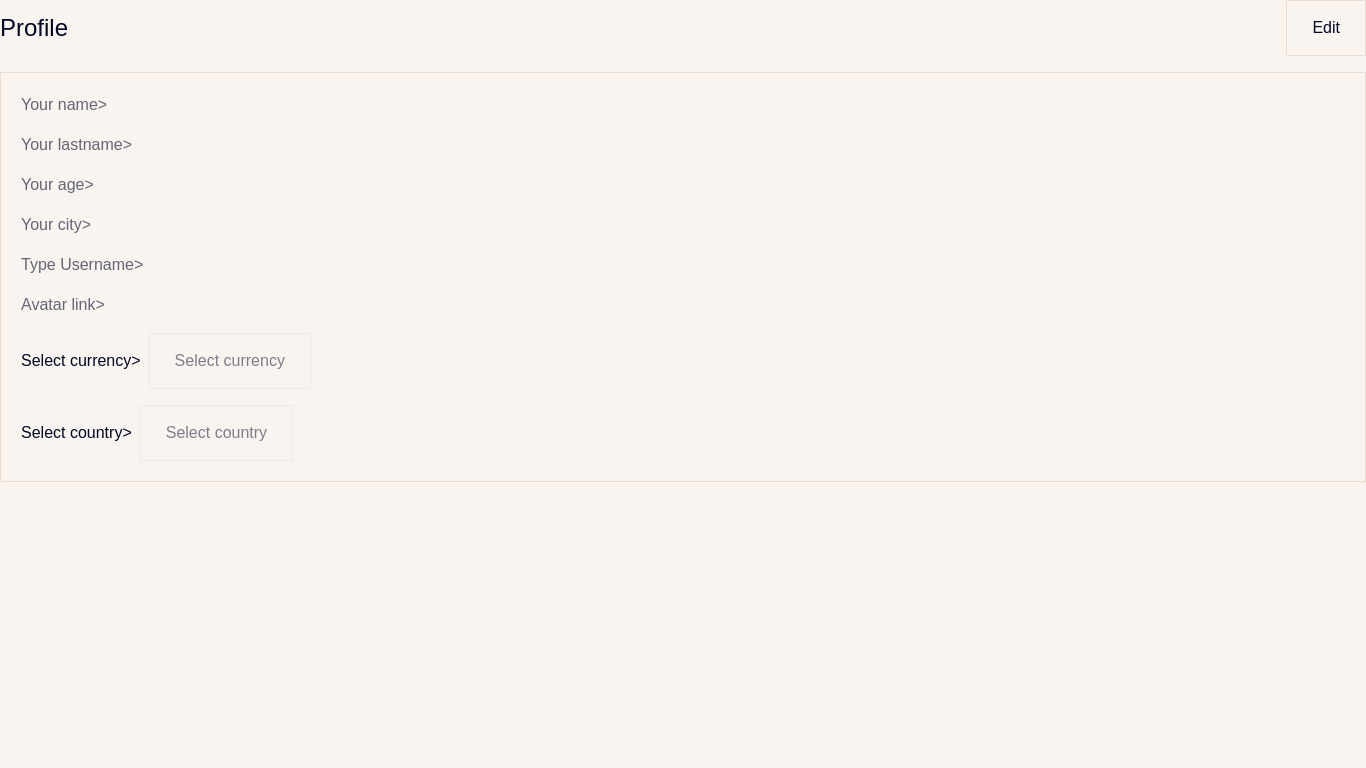 Profile
Edit
Your name>
Your lastname>
Your age>
Your city>
Type Username>
Avatar link>
Select currency> Select currency
Select country> Select country